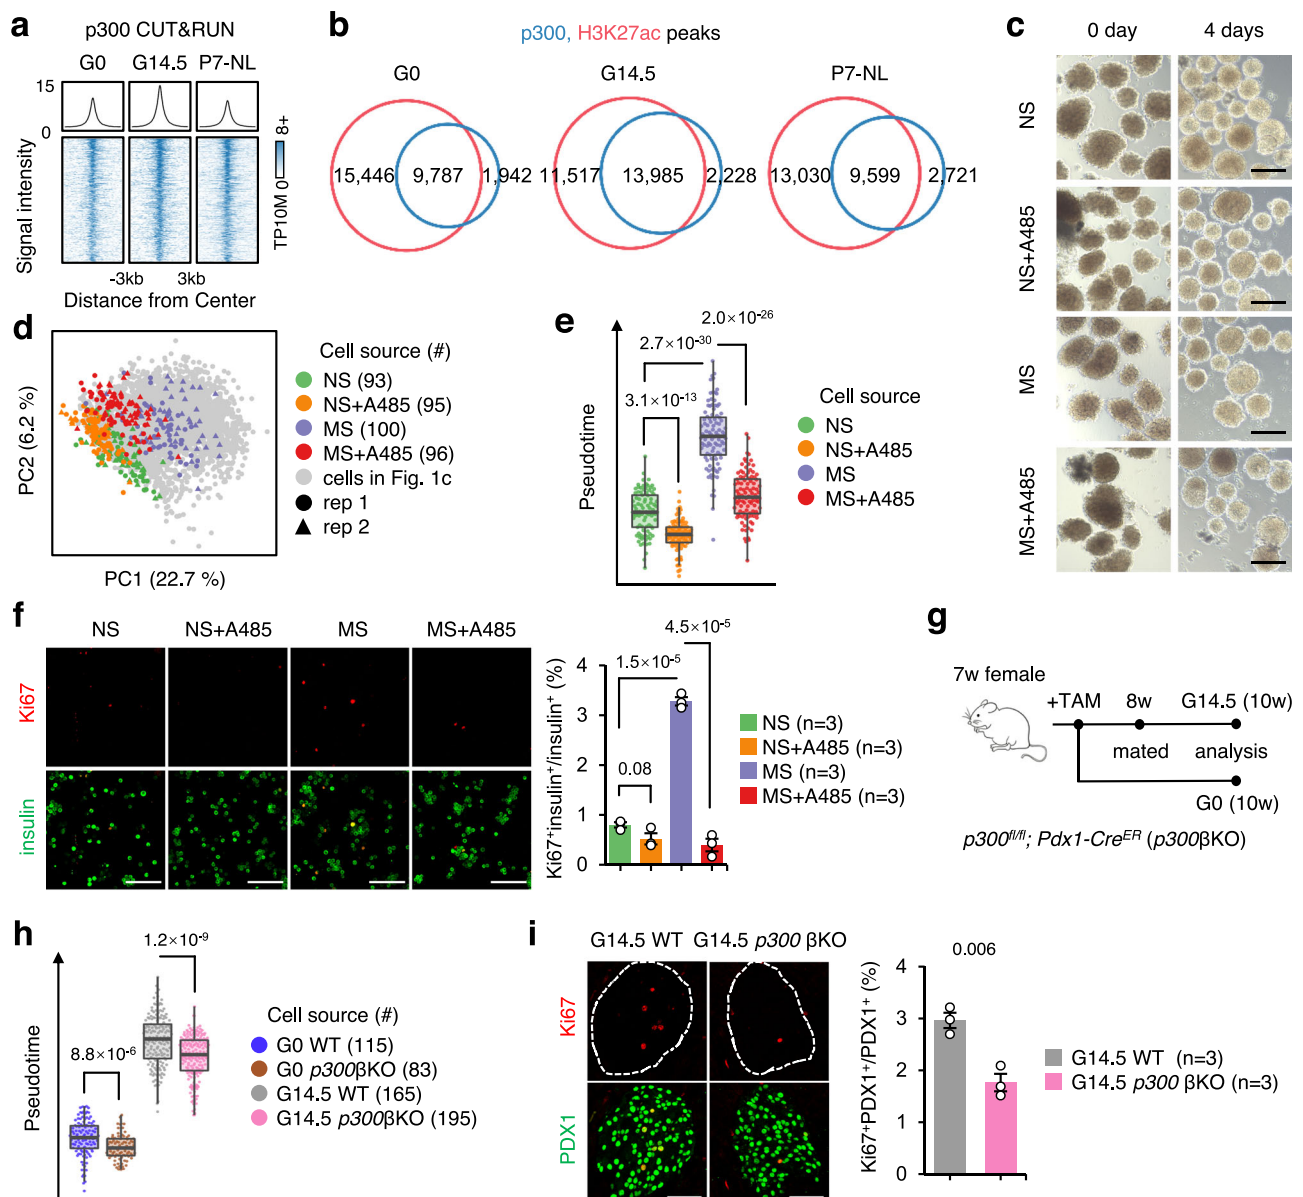 a
p300 CUT&RUN
G0 G14.5 P7-NL
15
0
Signal intensity
TP10M 0 8+
-3kb 3kb
Distance from Center
b
p300, H3K27ac peaks
G0 G14.5 P7-NL
15,446 9,787 1,942
11,517 13,985 2,228
13,030 9,599 2,721
c
0 day 4 days
NS
NS+A485
MS
MS+A485
d
PC2 (6.2 %)
PC1 (22.7 %)
Cell source (#)
NS (93)
NS+A485 (95)
MS (100)
MS+A485 (96)
cells in Fig. 1c
rep 1
rep 2
e
2.0×10⁻²⁶
2.7×10⁻³⁰
3.1×10⁻¹³
Pseudotime
Cell source
NS
NS+A485
MS
MS+A485
f
NS NS+A485 MS MS+A485
Ki67
insulin
Ki67⁺insulin⁺/insulin⁺ (%)
4
3
2
1
0
4.5×10⁻⁵
1.5×10⁻⁵
0.08
NS (n=3)
NS+A485 (n=3)
MS (n=3)
MS+A485 (n=3)
g
7w female
+TAM 8w G14.5 (10w)
mated analysis
G0 (10w)
p300ᶠˡ/ᶠˡ; Pdx1-Creᴱᴿ (p300βKO)
h
1.2×10⁻⁹
8.8×10⁻⁶
Pseudotime
Cell source (#)
G0 WT (115)
G0 p300βKO (83)
G14.5 WT (165)
G14.5 p300βKO (195)
i
G14.5 WT G14.5 p300 βKO
Ki67
PDX1
Ki67⁺PDX1⁺/PDX1⁺ (%)
4
3
2
1
0
0.006
G14.5 WT (n=3)
G14.5 p300 βKO (n=3)